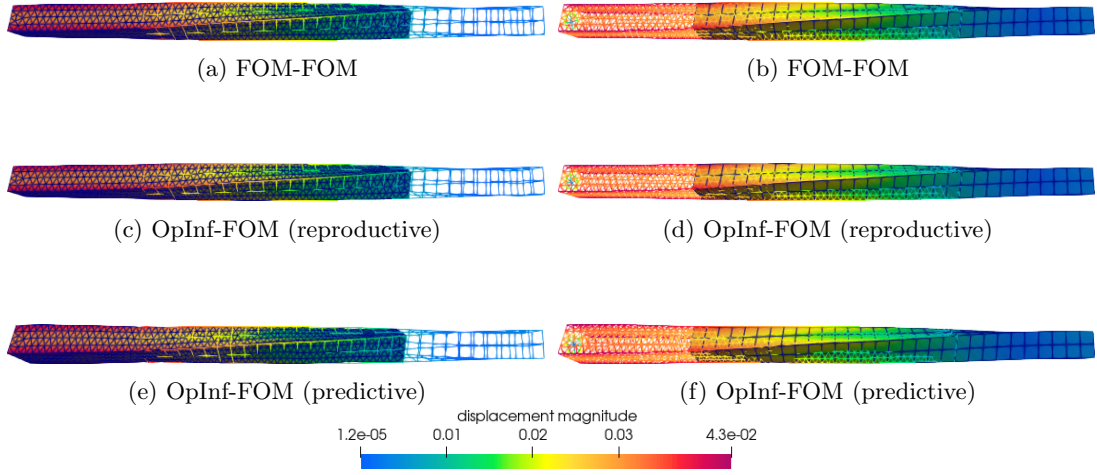 (a) FOM-FOM
(b) FOM-FOM
(c) OpInf-FOM (reproductive)
(d) OpInf-FOM (reproductive)
(e) OpInf-FOM (predictive)
(f) OpInf-FOM (predictive)
displacement magnitude
1.2e-05 0.01 0.02 0.03 4.3e-02